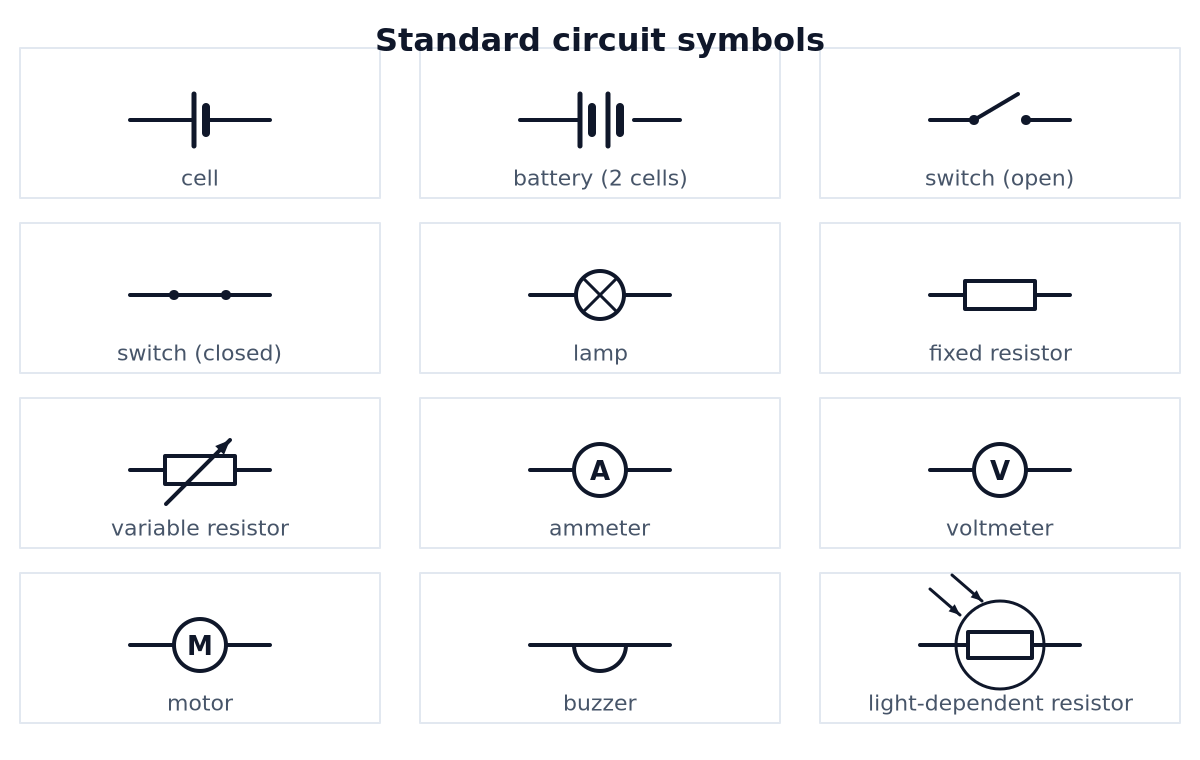 Standard circuit symbols
cell
battery (2 cells)
switch (open)
switch (closed)
lamp
fixed resistor
variable resistor
A
ammeter
V
voltmeter
M
motor
buzzer
light-dependent resistor